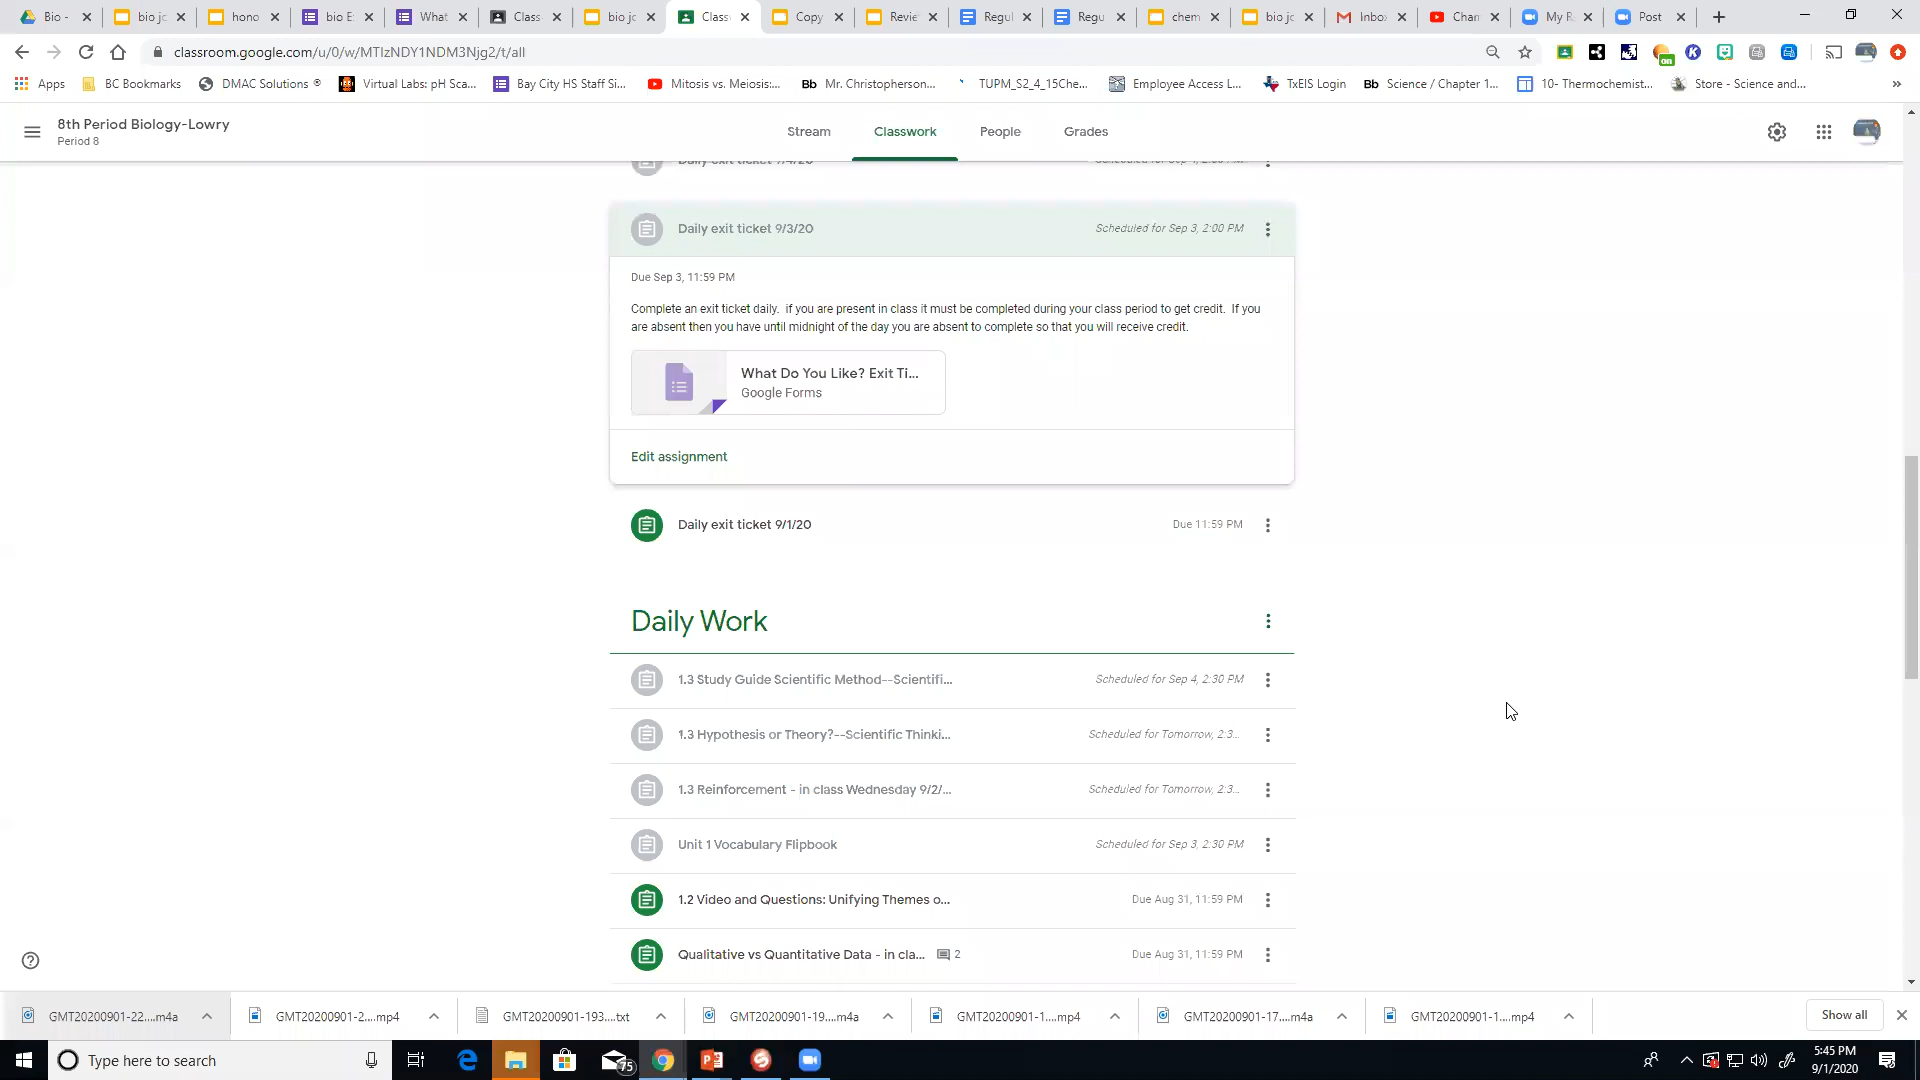 Bio -
bio jc
hono
bio E
What
Class
bio jc
Class
Copy
Revie
Regul
Regu
chem
bio jc
Inbox
Chan
My R
Post
classroom.google.com/u/0/w/MTIzNDY1NDM3Njg2/t/all
Apps
BC Bookmarks
DMAC Solutions ®
Virtual Labs: pH Sca...
Bay City HS Staff Si...
Mitosis vs. Meiosis:...
Bb Mr. Christopherson...
TUPM_S2_4_15Che...
Employee Access L...
TxEIS Login
Bb Science / Chapter 1...
10- Thermochemist...
Store - Science and...
»
8th Period Biology-Lowry
Period 8
Stream
Classwork
People
Grades
Daily exit ticket 9/3/20
Scheduled for Sep 3, 2:00 PM
Due Sep 3, 11:59 PM
Complete an exit ticket daily. if you are present in class it must be completed during your class period to get credit. If you
are absent then you have until midnight of the day you are absent to complete so that you will receive credit.
What Do You Like? Exit Ti...
Google Forms
Edit assignment
Daily exit ticket 9/1/20
Due 11:59 PM
Daily Work
1.3 Study Guide Scientific Method--Scientifi...
Scheduled for Sep 4, 2:30 PM
1.3 Hypothesis or Theory?--Scientific Thinki...
Scheduled for Tomorrow, 2:3...
1.3 Reinforcement - in class Wednesday 9/2/...
Scheduled for Tomorrow, 2:3...
Unit 1 Vocabulary Flipbook
Scheduled for Sep 3, 2:30 PM
1.2 Video and Questions: Unifying Themes o...
Due Aug 31, 11:59 PM
Qualitative vs Quantitative Data - in cla...
2
Due Aug 31, 11:59 PM
GMT20200901-22....m4a
GMT20200901-2....mp4
GMT20200901-193....txt
GMT20200901-19....m4a
GMT20200901-1....mp4
GMT20200901-17....m4a
GMT20200901-1....mp4
Show all
Type here to search
75
5:45 PM
9/1/2020